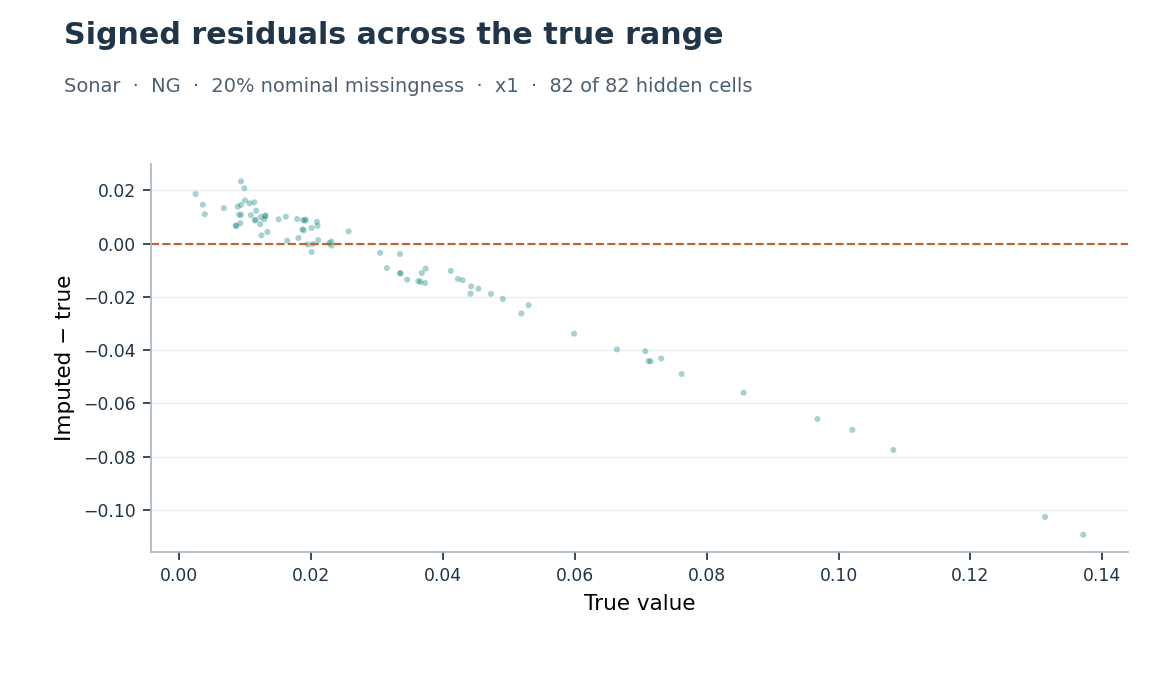 Signed residuals across the true range
Sonar · NG · 20% nominal missingness · x1 · 82 of 82 hidden cells
Imputed − true
0.02
0.00
−0.02
−0.04
−0.06
−0.08
−0.10
0.00 0.02 0.04 0.06 0.08 0.10 0.12 0.14
True value